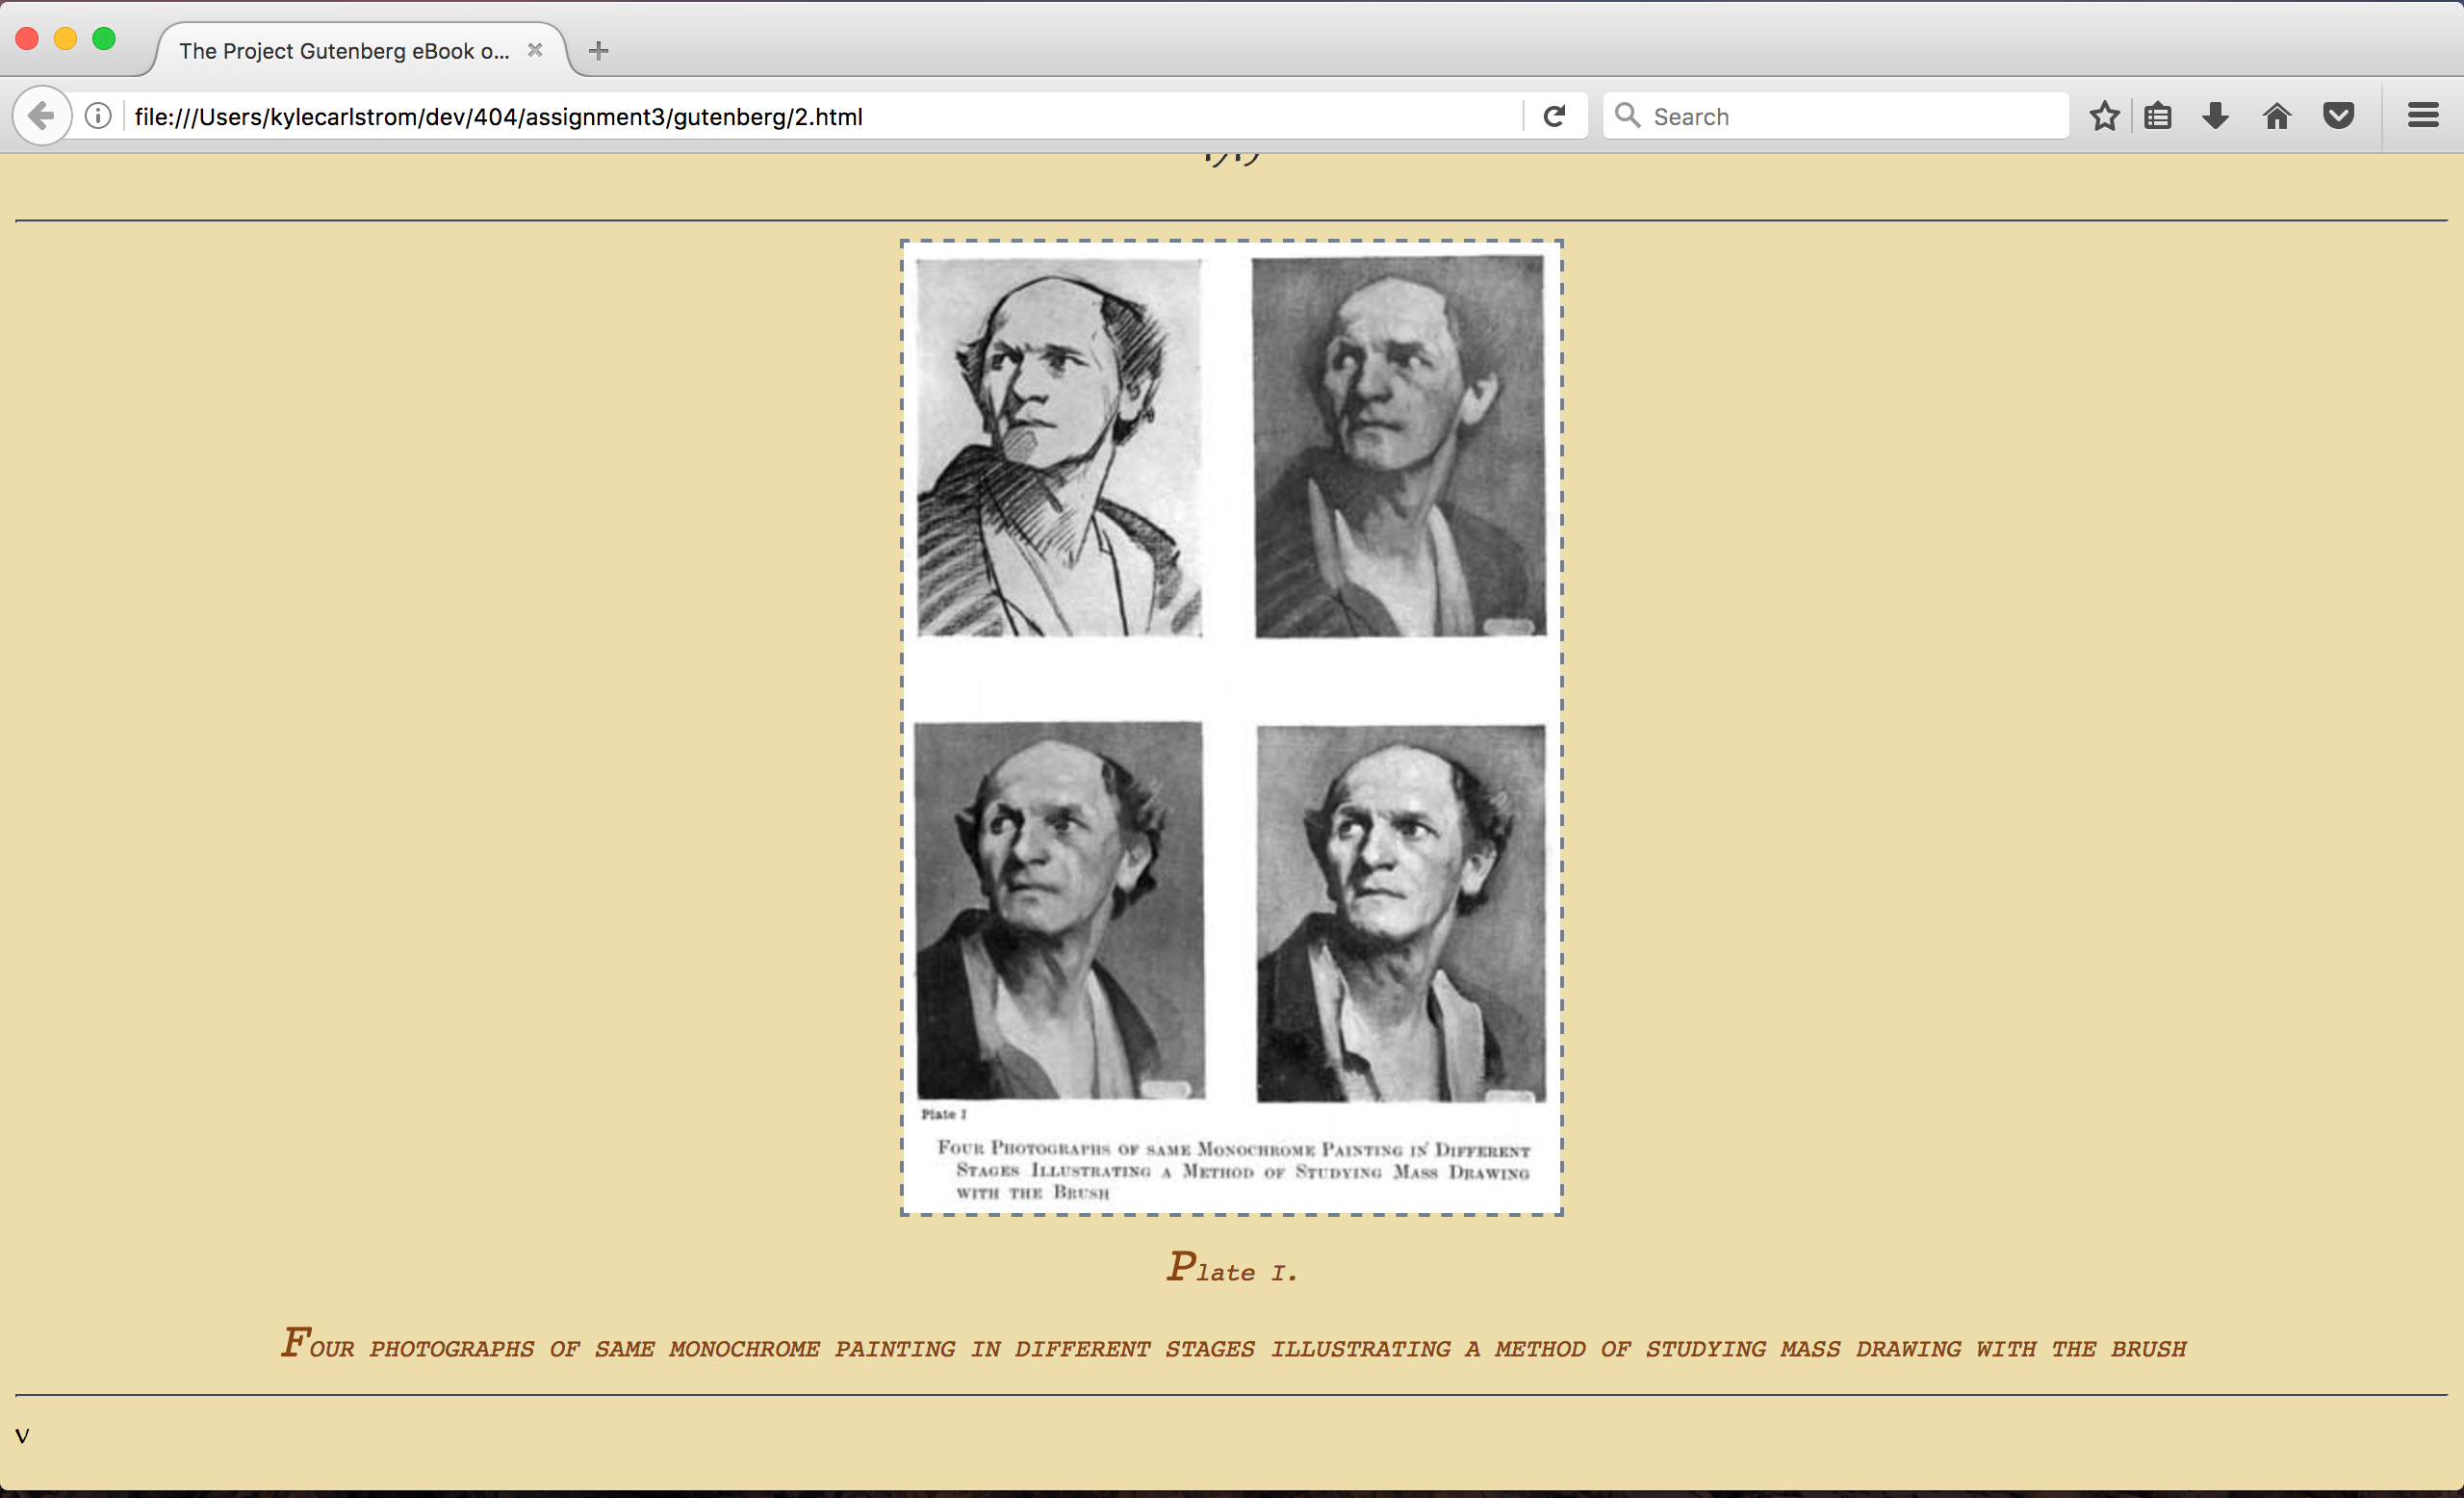 The Project Gutenberg eBook o...
file:///Users/kylecarlstrom/dev/404/assignment3/gutenberg/2.html
Search
Plate I
Four Photographs of same Monochrome Painting in Different
Stages Illustrating a Method of Studying Mass Drawing
with the Brush
Plate I.
Four photographs of same monochrome painting in different stages illustrating a method of studying mass drawing with the brush
v